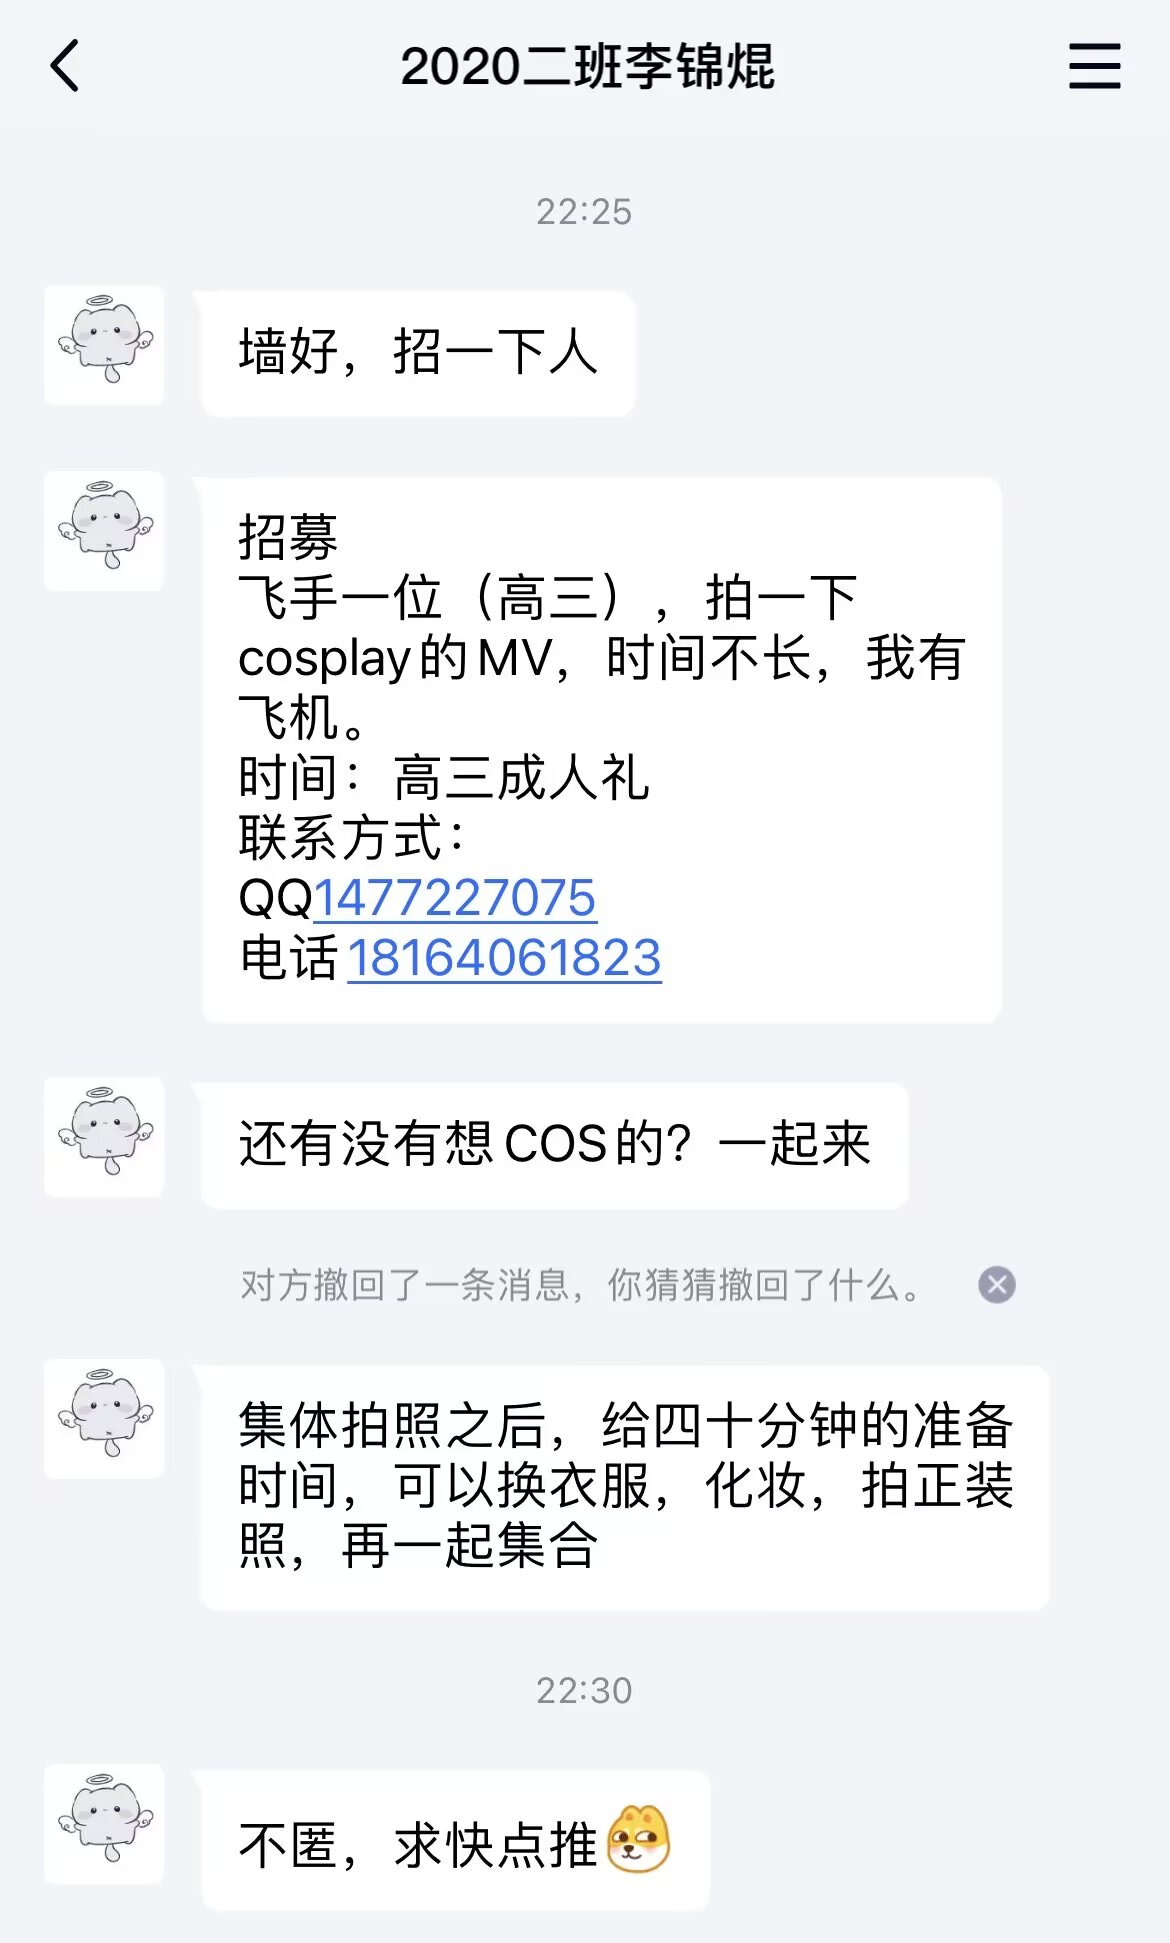 2020二班李锦焜
22:25
墙好，招一下人
招募
飞手一位（高三），拍一下
cosplay的MV，时间不长，我有
飞机。
时间：高三成人礼
联系方式：
QQ1477227075
电话18164061823
还有没有想COS的？一起来
对方撤回了一条消息，你猜猜撤回了什么。
集体拍照之后，给四十分钟的准备
时间，可以换衣服，化妆，拍正装
照，再一起集合
22:30
不匿，求快点推